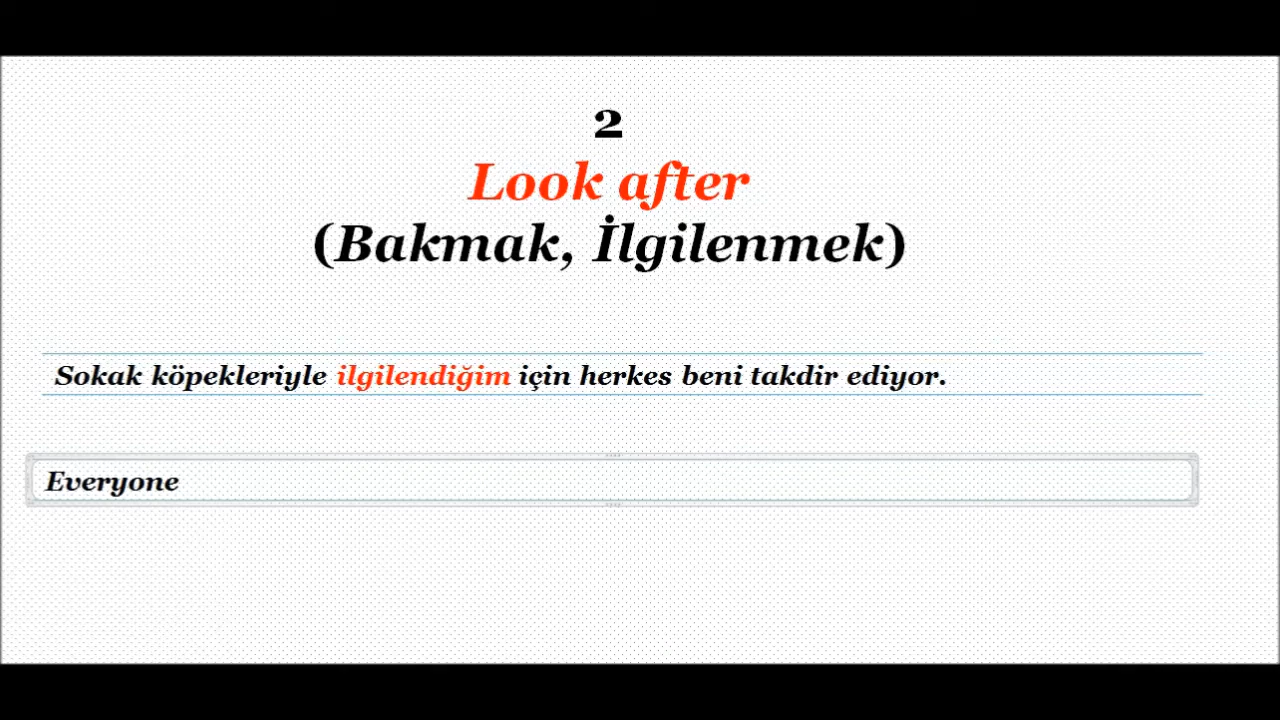 2
Look after
(Bakmak, İlgilenmek)
Sokak köpekleriyle ilgilendiğim için herkes beni takdir ediyor.
Everyone